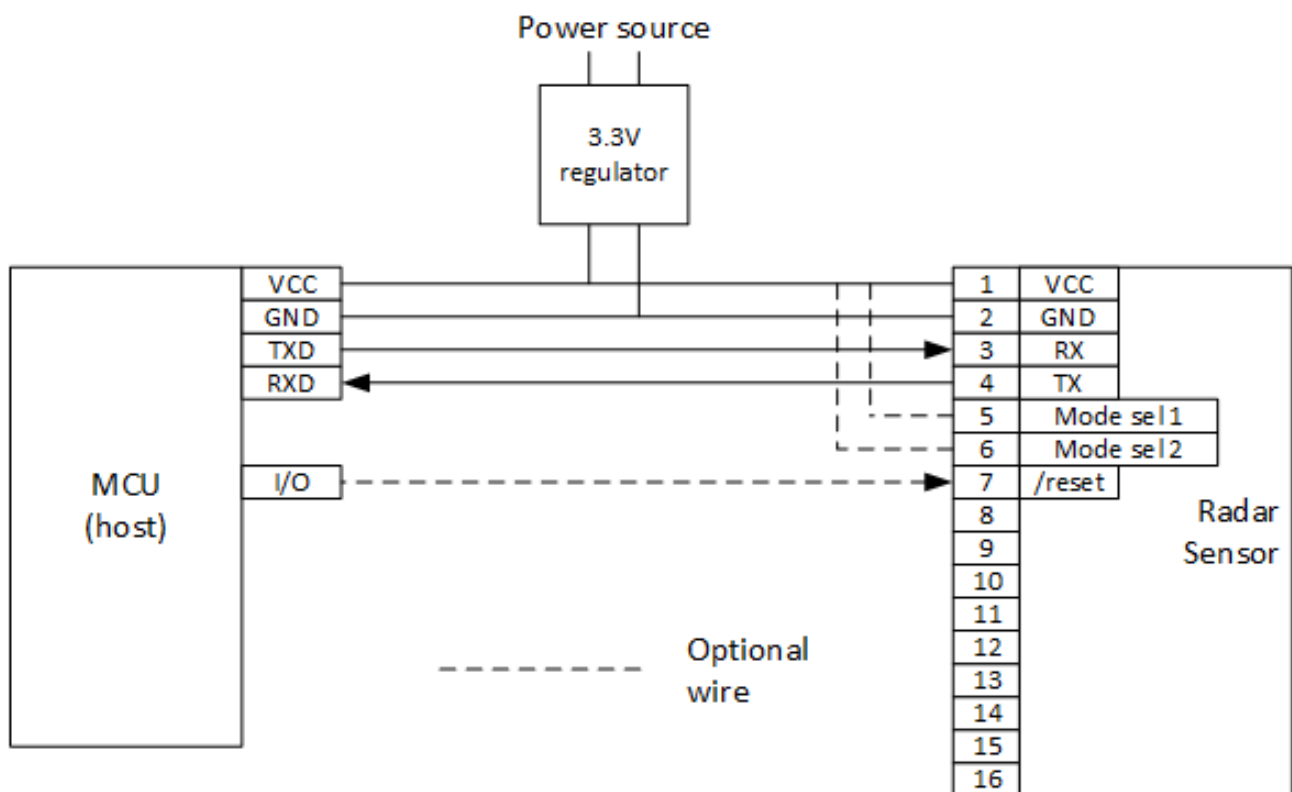 Power source
3.3V
regulator
VCC
GND
TXD
RXD
I/O
MCU
(host)
1 VCC
2 GND
3 RX
4 TX
5 Mode sel1
6 Mode sel2
7 /reset
8
9
10
11
12
13
14
15
16
Radar
Sensor
Optional
wire